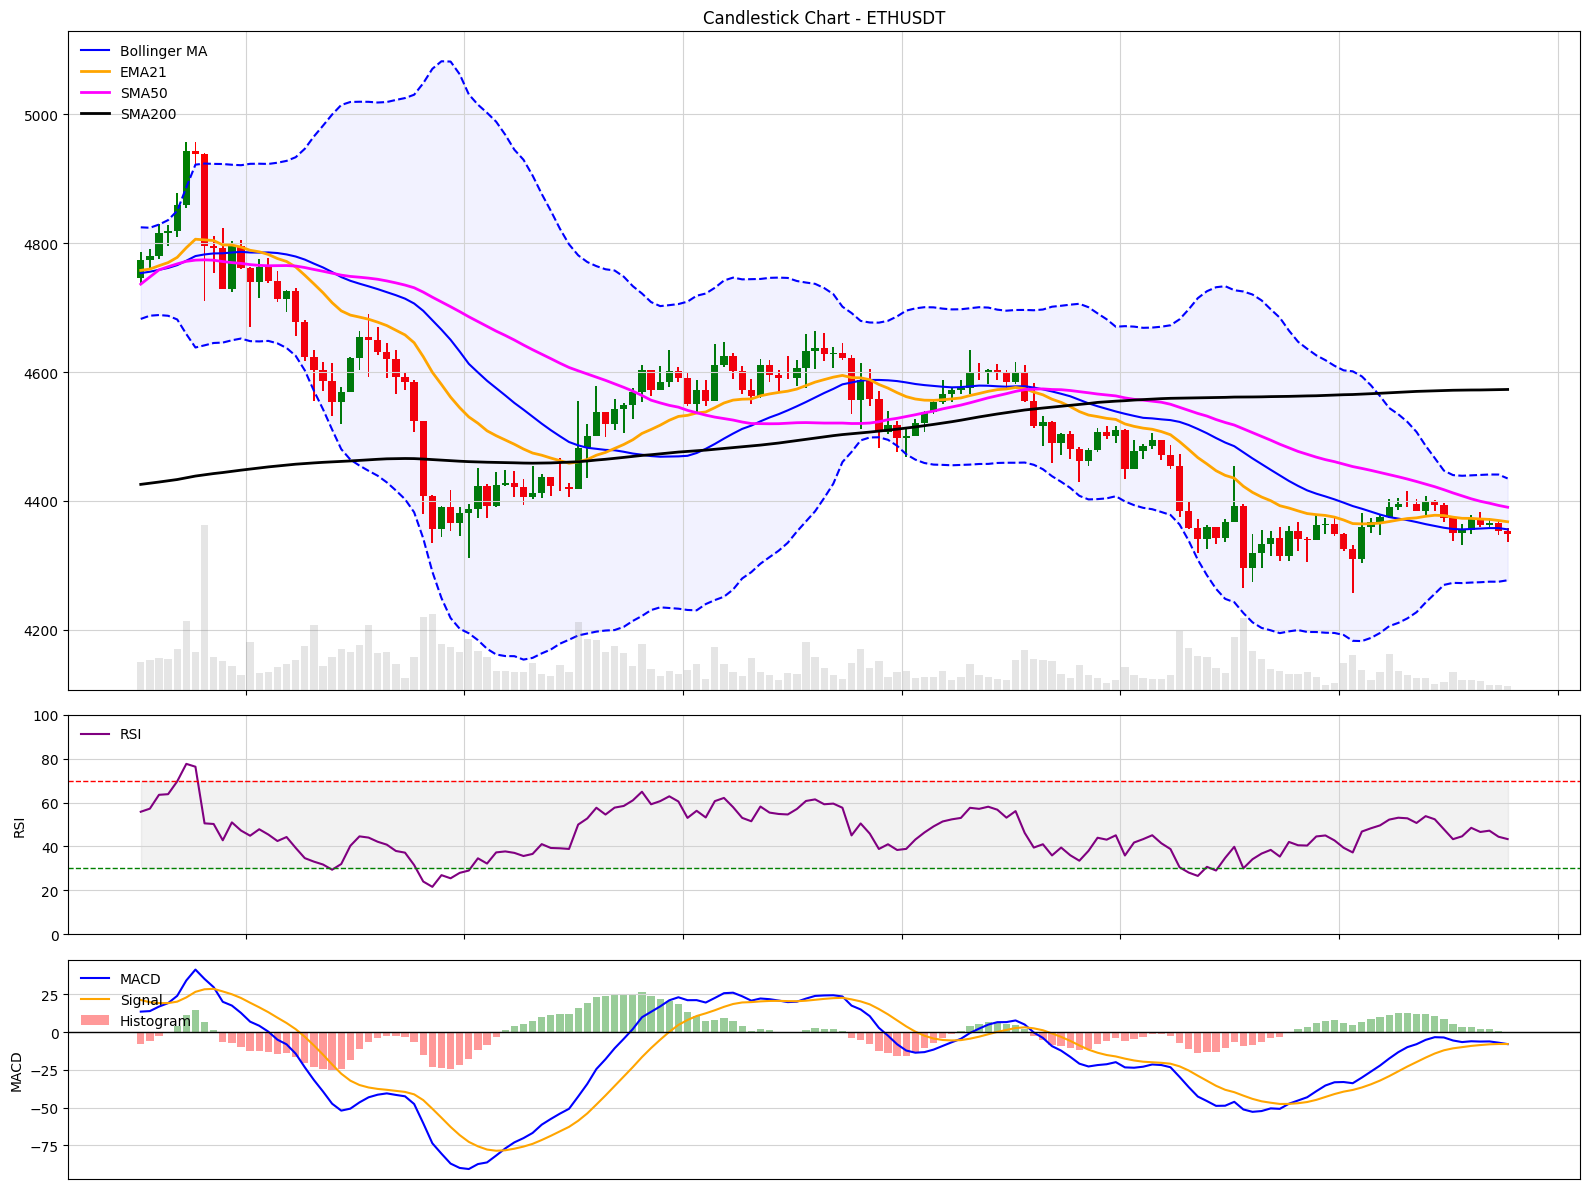 Candlestick Chart - ETHUSDT
Bollinger MA
EMA21
SMA50
SMA200
5000
4800
4600
4400
4200
RSI
100
80
60
40
20
0
RSI
MACD
Signal
Histogram
25
0
−25
−50
−75
MACD